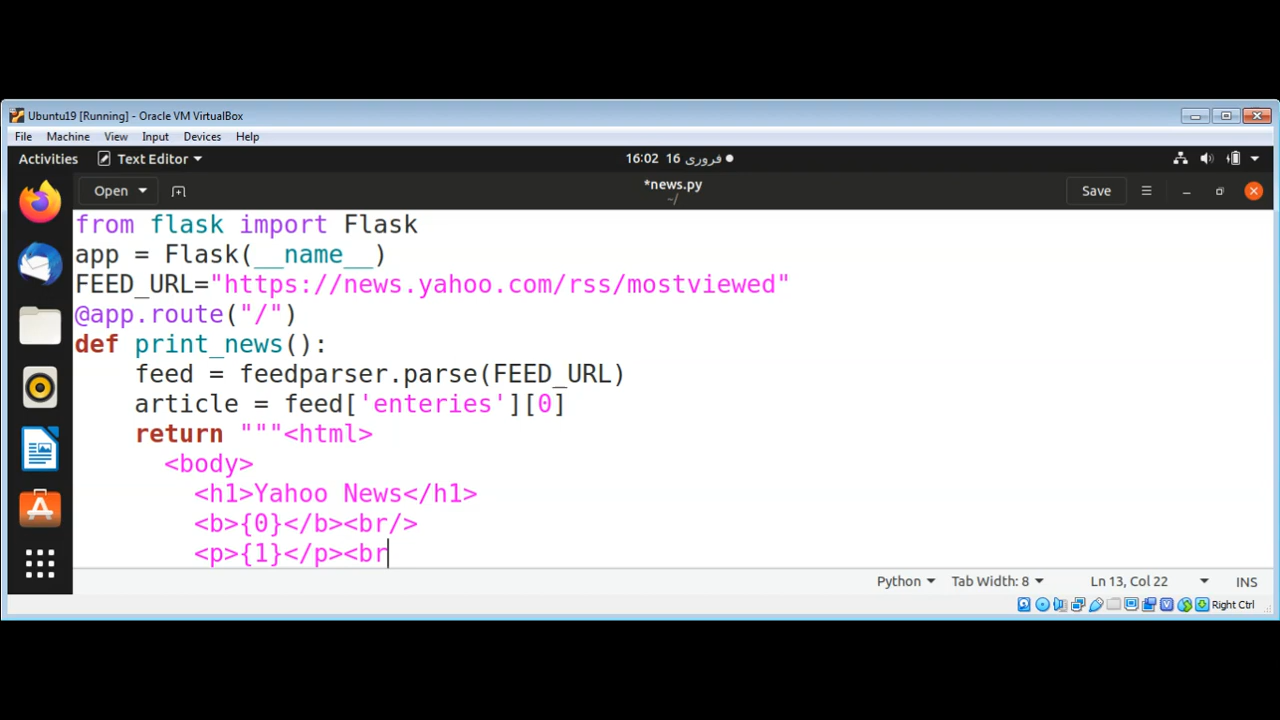 Ubuntu19 [Running] - Oracle VM VirtualBox
File Machine View Input Devices Help
Activities Text Editor 16:02 16 فروری
Open *news.py Save
~/
from flask import Flask
app = Flask(__name__)
FEED_URL="https://news.yahoo.com/rss/mostviewed"
@app.route("/")
def print_news():
    feed = feedparser.parse(FEED_URL)
    article = feed['enteries'][0]
    return """<html>
      <body>
        <h1>Yahoo News</h1>
        <b>{0}</b><br/>
        <p>{1}</p><br
Python Tab Width: 8 Ln 13, Col 22 INS
Right Ctrl